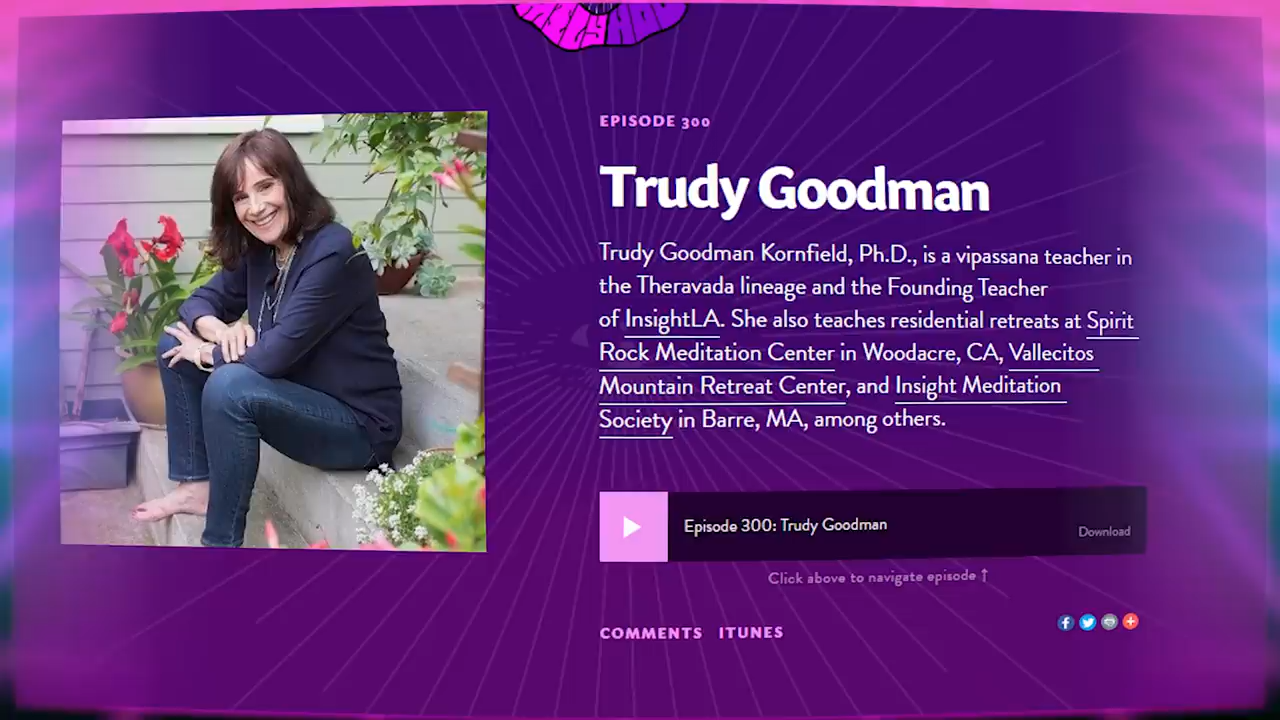 EPISODE 300
Trudy Goodman
Trudy Goodman Kornfield, Ph.D., is a vipassana teacher in
the Theravada lineage and the Founding Teacher
of InsightLA. She also teaches residential retreats at Spirit
Rock Meditation Center in Woodacre, CA, Vallecitos
Mountain Retreat Center, and Insight Meditation
Society in Barre, MA, among others.
Episode 300: Trudy Goodman
Download
Click above to navigate episode ↑
COMMENTS ITUNES